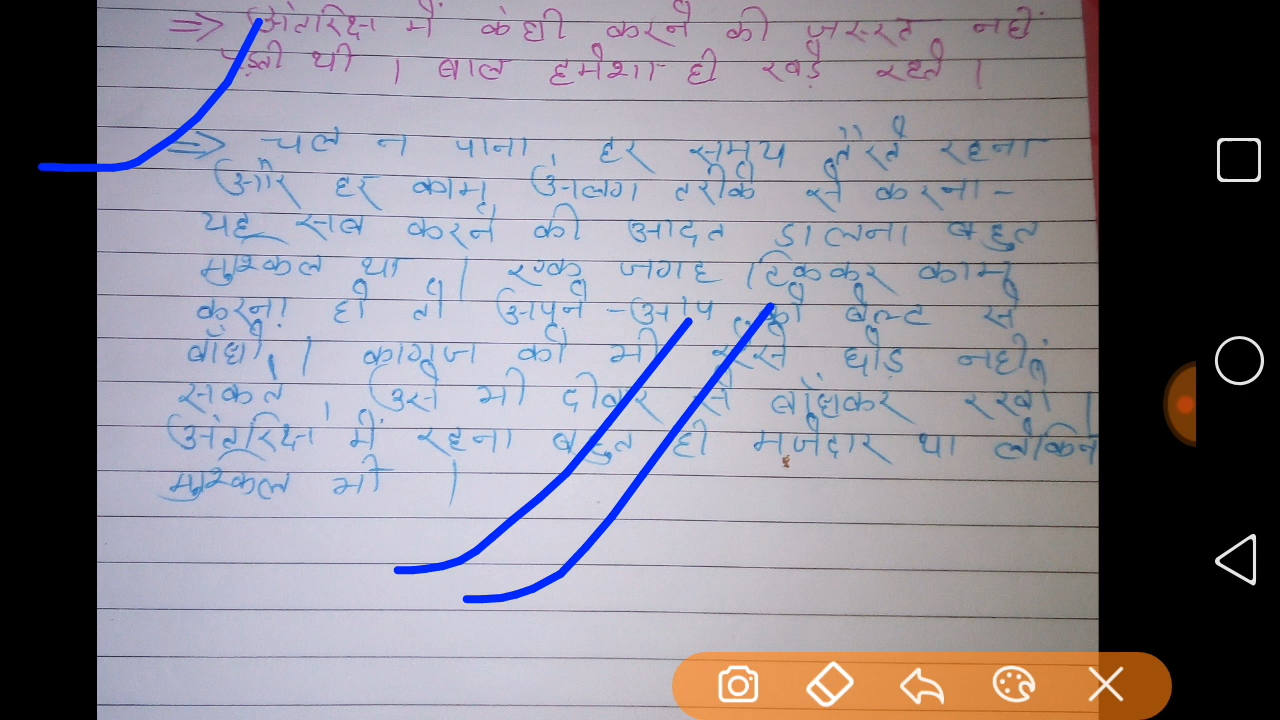 ⇒ अंतरिक्ष में कंघी करने की जरुरत नहीं
पड़ती थी । बाल हमेशा ही खड़े रहते ।
⇒ चल न पाना, हर समय तैरते रहना
और हर काम अलग तरीके से करना-
यह सब करने की आदत डालना बहुत
मुश्कल था । एक जगह टिककर काम
करना हो तो अपने-आप को बेल्ट से
बाँधो । कागज को भी ऐसे छोड़ नहीं
सकते, उसे भी दीवार से बाँधकर रखो ।
अंतरिक्ष में रहना बहुत ही मजेदार था लेकिन
मुश्कल भी ।